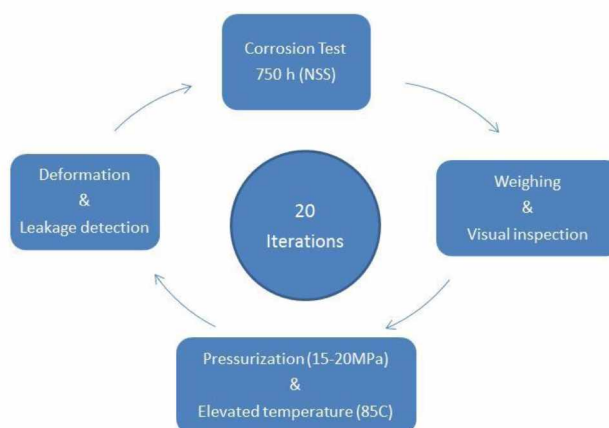 Corrosion Test
750 h (NSS)
Weighing
&
Visual inspection
Pressurization (15-20MPa)
&
Elevated temperature (85C)
Deformation
&
Leakage detection
20
Iterations